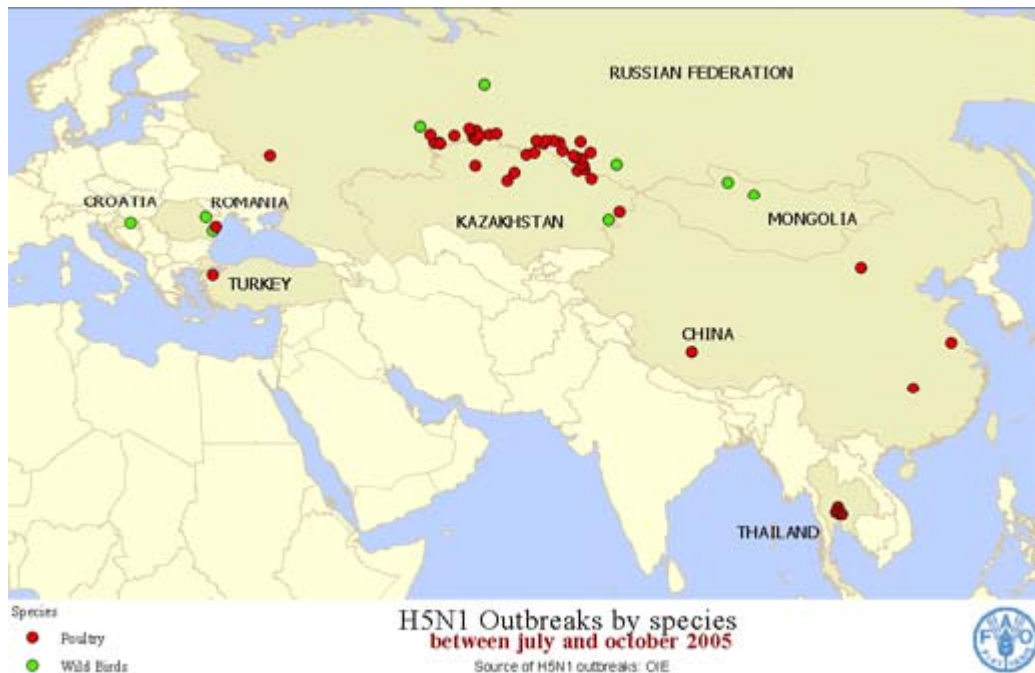 RUSSIAN FEDERATION
CROATIA
ROMANIA
KAZAKHSTAN
MONGOLIA
TURKEY
CHINA
THAILAND
Species
Poultry
Wild Birds
H5N1 Outbreaks by species
between july and october 2005
Source of H5N1 outbreaks: OIE
F A O